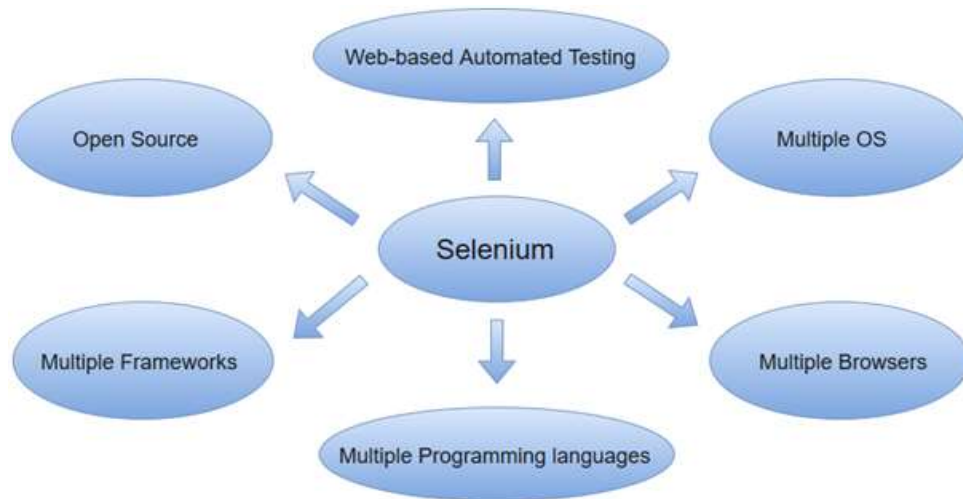 Web-based Automated Testing
Open Source
Multiple OS
Selenium
Multiple Frameworks
Multiple Browsers
Multiple Programming languages